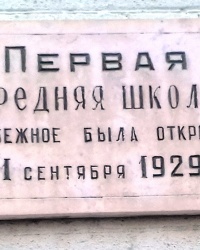 Первая
редняя школ
бежное была откр
1 сентября 1929